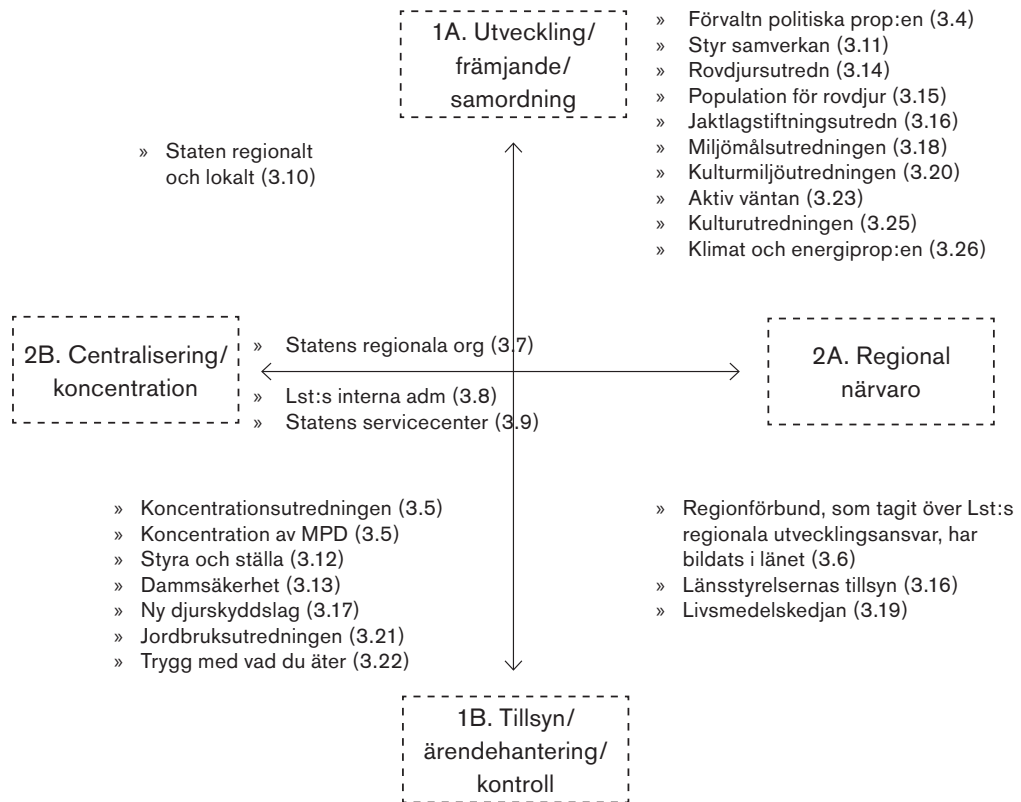 1A. Utveckling/
främjande/
samordning
» Förvaltn politiska prop:en (3.4)
» Styr samverkan (3.11)
» Rovdjursutredn (3.14)
» Population för rovdjur (3.15)
» Jaktlagstiftningsutredn (3.16)
» Miljömålsutredningen (3.18)
» Kulturmiljöutredningen (3.20)
» Aktiv väntan (3.23)
» Kulturutredningen (3.25)
» Klimat och energiprop:en (3.26)
» Staten regionalt
och lokalt (3.10)
2B. Centralisering/
koncentration
» Statens regionala org (3.7)
» Lst:s interna adm (3.8)
» Statens servicecenter (3.9)
2A. Regional
närvaro
» Koncentrationsutredningen (3.5)
» Koncentration av MPD (3.5)
» Styra och ställa (3.12)
» Dammsäkerhet (3.13)
» Ny djurskyddslag (3.17)
» Jordbruksutredningen (3.21)
» Trygg med vad du äter (3.22)
» Regionförbund, som tagit över Lst:s
regionala utvecklingsansvar, har
bildats i länet (3.6)
» Länsstyrelsernas tillsyn (3.16)
» Livsmedelskedjan (3.19)
1B. Tillsyn/
ärendehantering/
kontroll